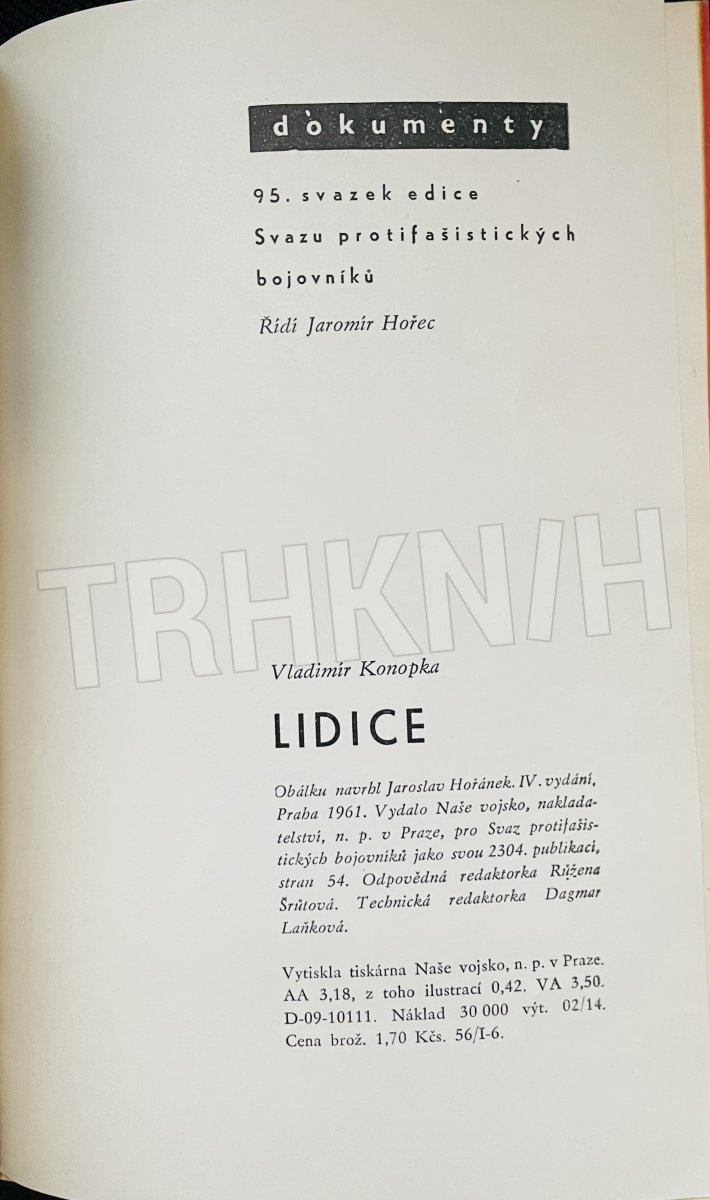 dokumenty
95. svazek edice
Svazu protifašistických
bojovníků
Řídí Jaromír Hořec
TRHKNIH
Vladimír Konopka
LIDICE
Obálku navrhl Jaroslav Hořánek. IV. vydání,
Praha 1961. Vydalo Naše vojsko, naklada-
telství, n. p. v Praze, pro Svaz protifašis-
tických bojovníků jako svou 2304. publikaci,
stran 54. Odpovědná redaktorka Růžena
Šrůtová. Technická redaktorka Dagmar
Laňková.
Vytiskla tiskárna Naše vojsko, n. p. v Praze.
AA 3,18, z toho ilustrací 0,42. VA 3,50.
D-09-10111. Náklad 30 000 výt. 02/14.
Cena brož. 1,70 Kčs. 56/I-6.